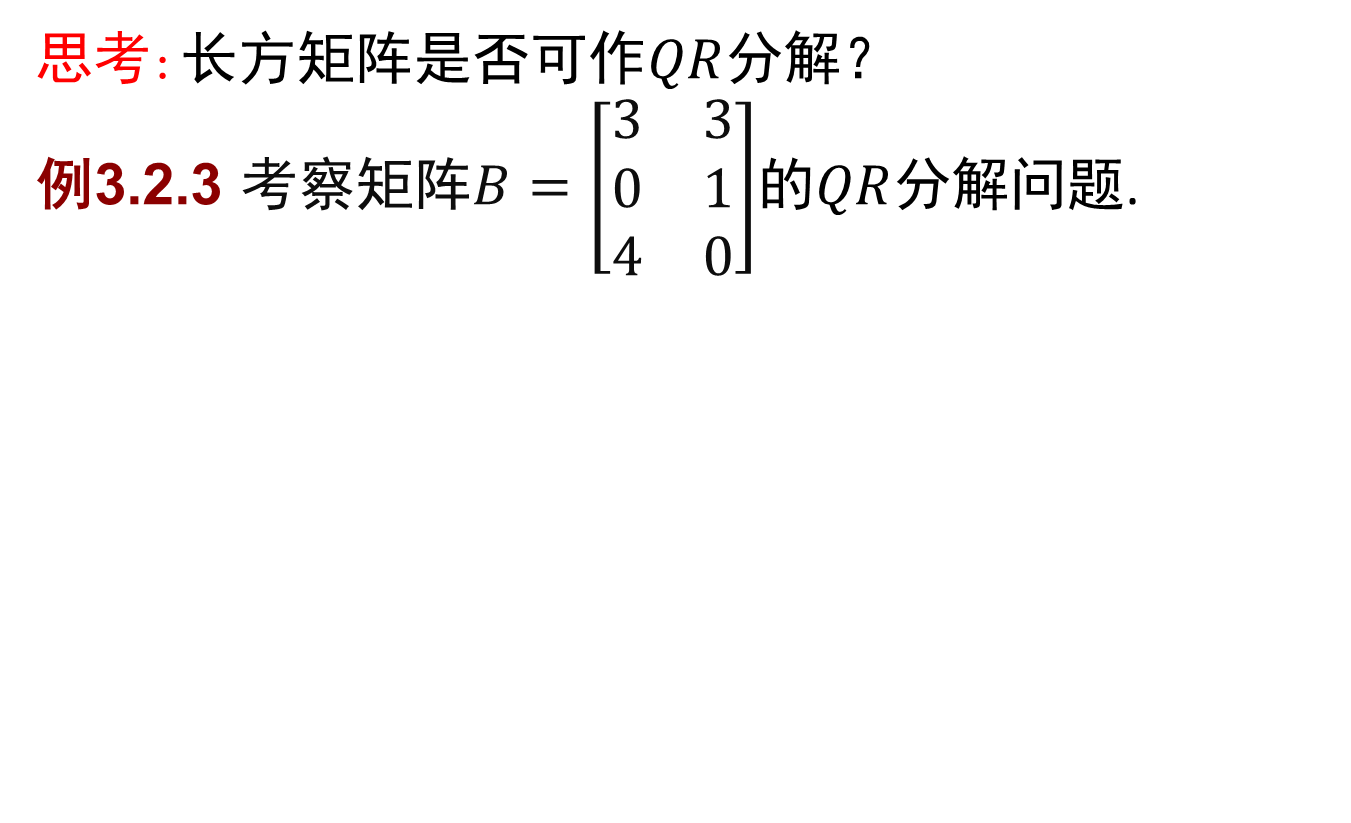 思考: 长方矩阵是否可作QR分解?
例3.2.3 考察矩阵B = [3 3; 0 1; 4 0]的QR分解问题.